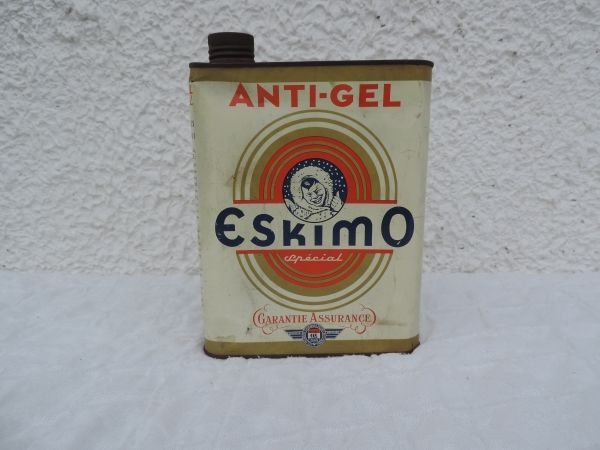 ANTI-GEL
ESKIMO
Spécial
GARANTIE ASSURANCE